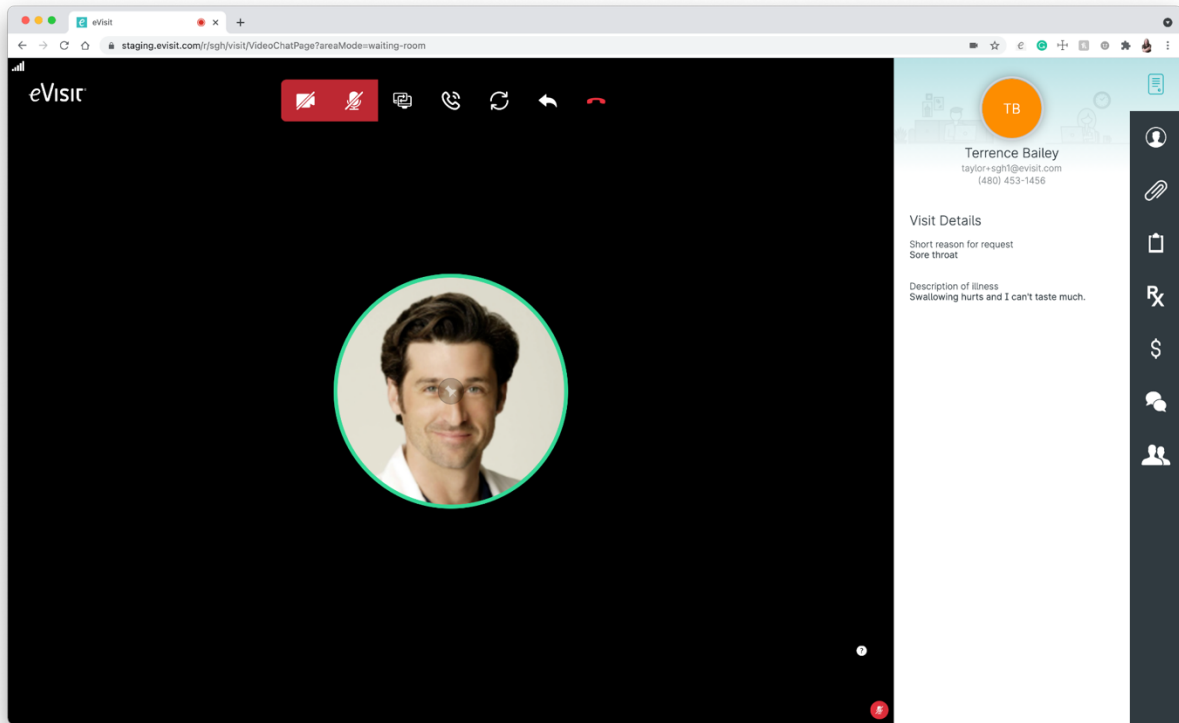 eVisit
staging.evisit.com/r/sgh/visit/VideoChatPage?areaMode=waiting-room
eVisit
TB
Terrence Bailey
taylor+sgh1@evisit.com
(480) 453-1456
Visit Details
Short reason for request
Sore throat
Description of illness
Swallowing hurts and I can't taste much.
Rx
$
?